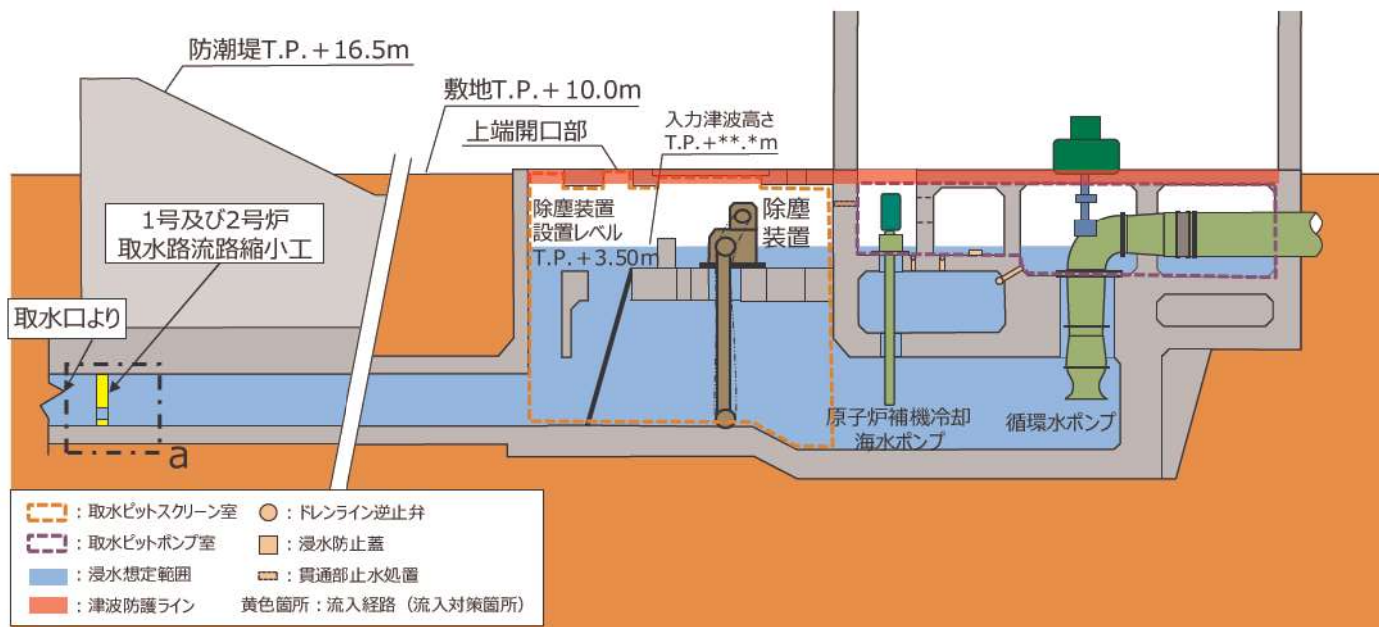 防潮堤T.P.+16.5m
敷地T.P.+10.0m
上端開口部
入力津波高さ
T.P.+**.*m
1号及び2号炉
取水路流路縮小工
除塵装置
設置レベル
T.P.+3.50m
除塵
装置
取水口より
a
原子炉補機冷却
海水ポンプ
循環水ポンプ
:取水ピットスクリーン室
:ドレンライン逆止弁
:取水ピットポンプ室
:浸水防止蓋
:浸水想定範囲
:貫通部止水処置
:津波防護ライン
黄色箇所:流入経路(流入対策箇所)